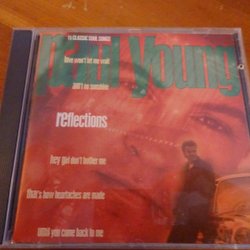 15 CLASSIC SOUL SONGS
paul young
love won't let me wait
ain't no sunshine
reflections
hey girl don't bother me
that's how heartaches are made
until you come back to me